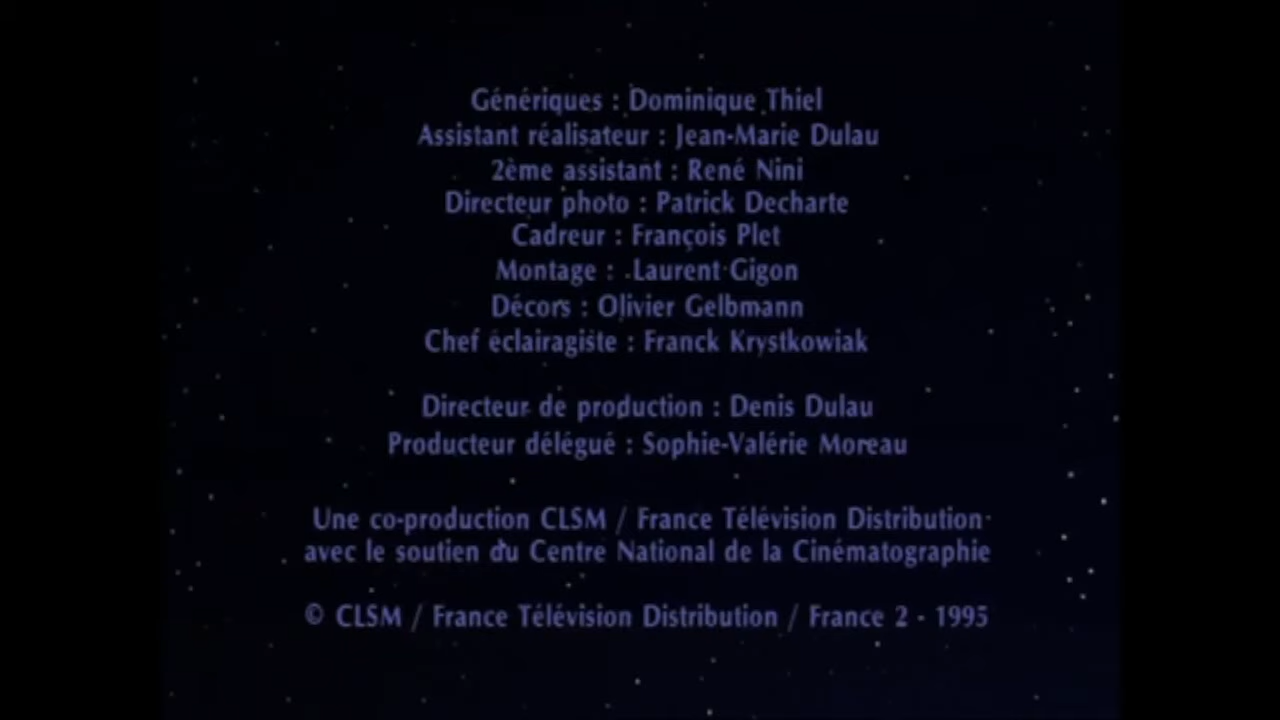 Génériques : Dominique Thiel
Assistant réalisateur : Jean-Marie Dulau
2ème assistant : René Nini
Directeur photo : Patrick Decharte
Cadreur : François Plet
Montage : Laurent Gigon
Décors : Olivier Gelbmann
Chef éclairagiste : Franck Krystkowiak
Directeur de production : Denis Dulau
Producteur délégué : Sophie-Valérie Moreau
Une co-production CLSM / France Télévision Distribution
avec le soutien du Centre National de la Cinématographie
© CLSM / France Télévision Distribution / France 2 - 1995